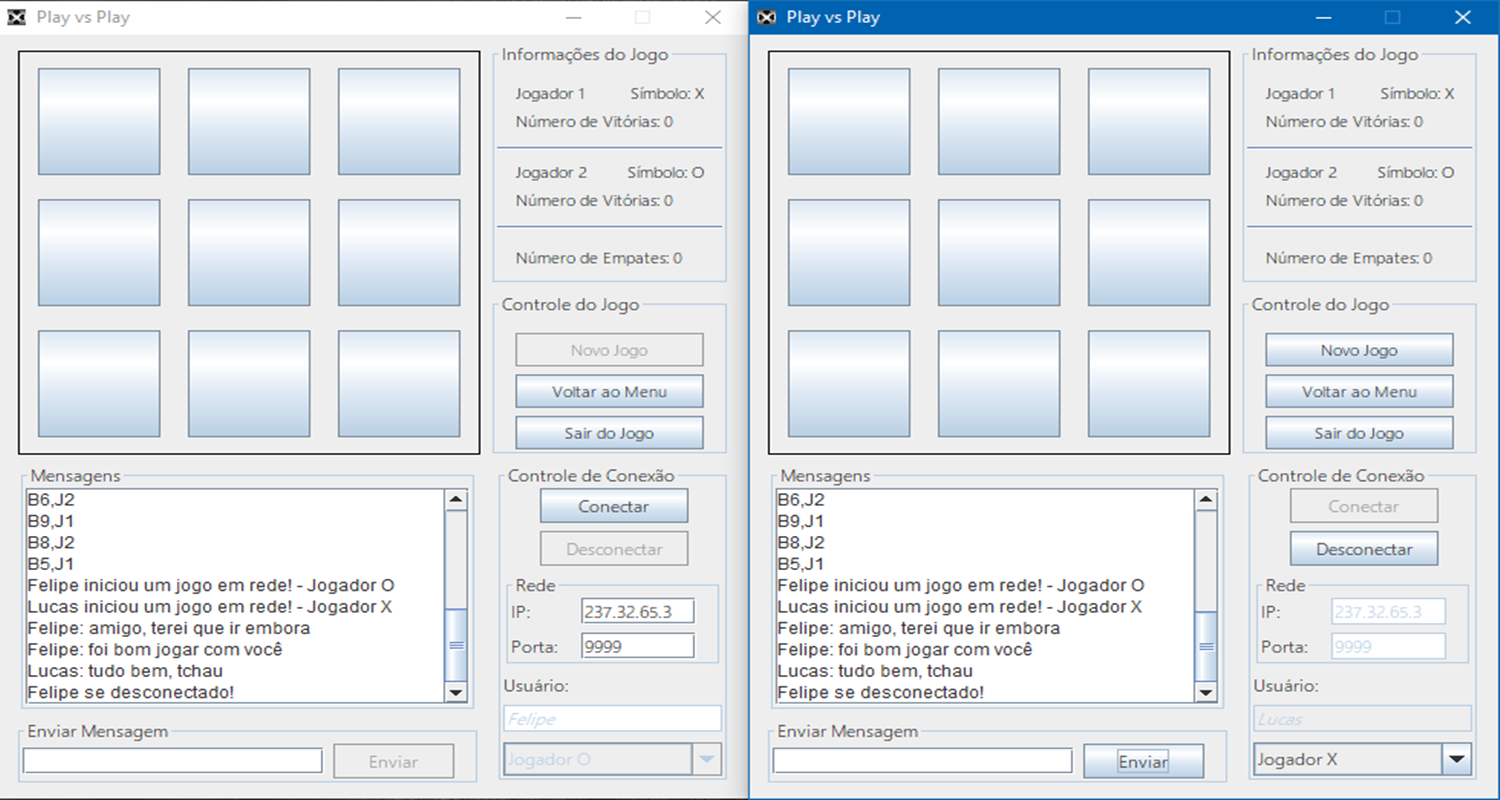 Play vs Play
Informações do Jogo
Jogador 1 Símbolo: X
Número de Vitórias: 0
Jogador 2 Símbolo: O
Número de Vitórias: 0
Número de Empates: 0
Controle do Jogo
Novo Jogo
Voltar ao Menu
Sair do Jogo
Mensagens
B6,J2
B9,J1
B8,J2
B5,J1
Felipe iniciou um jogo em rede! - Jogador O
Lucas iniciou um jogo em rede! - Jogador X
Felipe: amigo, terei que ir embora
Felipe: foi bom jogar com você
Lucas: tudo bem, tchau
Felipe se desconectado!
Enviar Mensagem
Enviar
Controle de Conexão
Conectar
Desconectar
Rede
IP: 237.32.65.3
Porta: 9999
Usuário:
Felipe
Jogador O
Play vs Play
Informações do Jogo
Jogador 1 Símbolo: X
Número de Vitórias: 0
Jogador 2 Símbolo: O
Número de Vitórias: 0
Número de Empates: 0
Controle do Jogo
Novo Jogo
Voltar ao Menu
Sair do Jogo
Mensagens
B6,J2
B9,J1
B8,J2
B5,J1
Felipe iniciou um jogo em rede! - Jogador O
Lucas iniciou um jogo em rede! - Jogador X
Felipe: amigo, terei que ir embora
Felipe: foi bom jogar com você
Lucas: tudo bem, tchau
Felipe se desconectado!
Enviar Mensagem
Enviar
Controle de Conexão
Conectar
Desconectar
Rede
IP: 237.32.65.3
Porta: 9999
Usuário:
Lucas
Jogador X